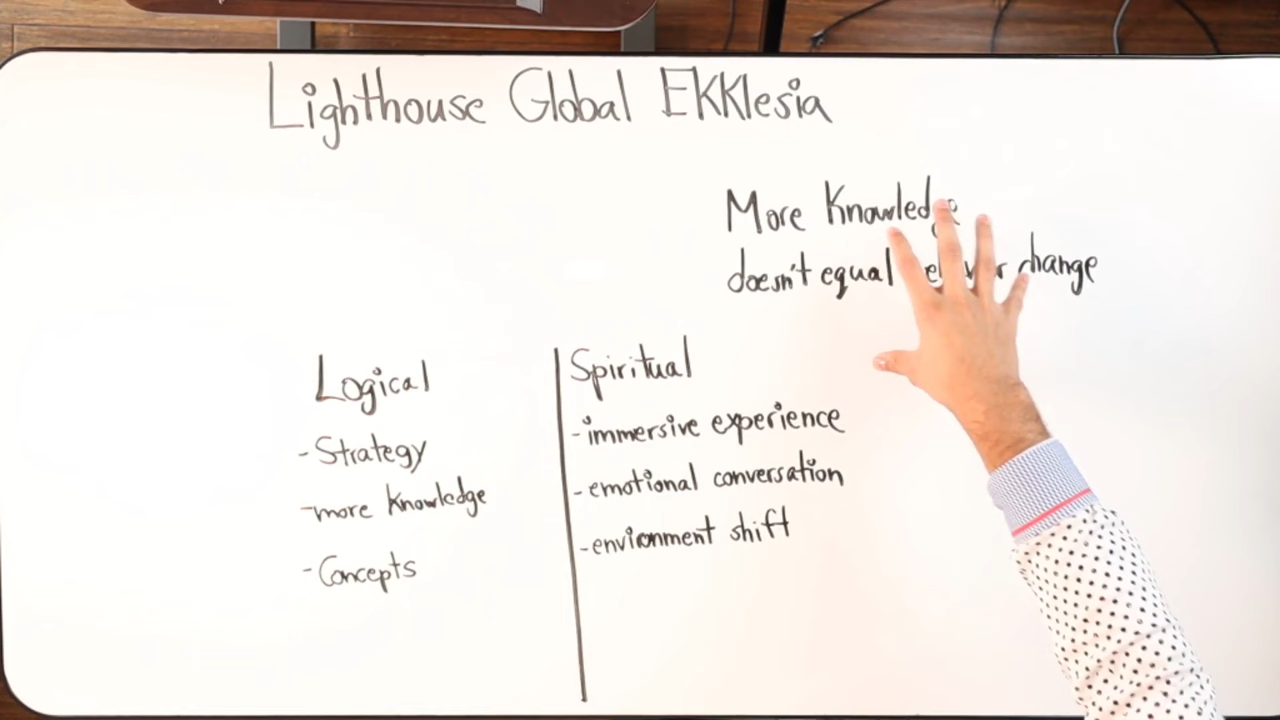 Lighthouse Global EKKlesia
More Knowledge
doesn't equal change
Logical
- Strategy
- more Knowledge
- Concepts
Spiritual
- immersive experience
- emotional conversation
- environment shift